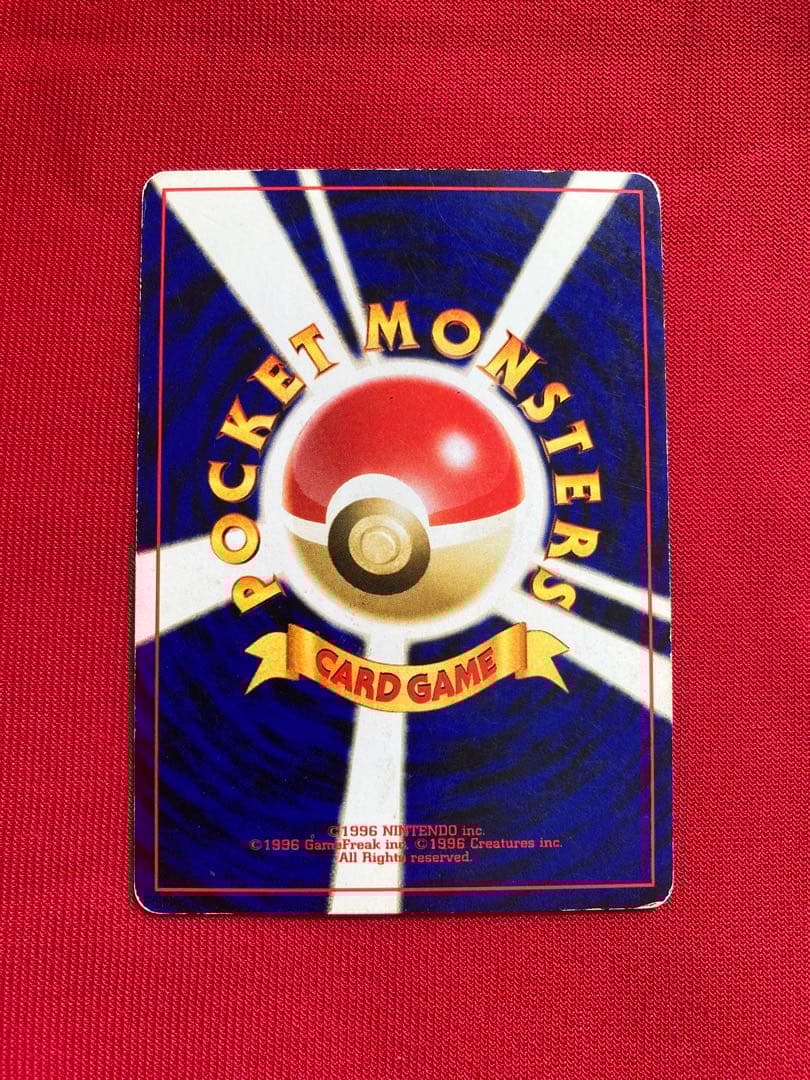 POCKET MONSTERS
CARD GAME
©1996 NINTENDO inc.
©1996 GameFreak inc. ©1996 Creatures inc.
All Rights reserved.